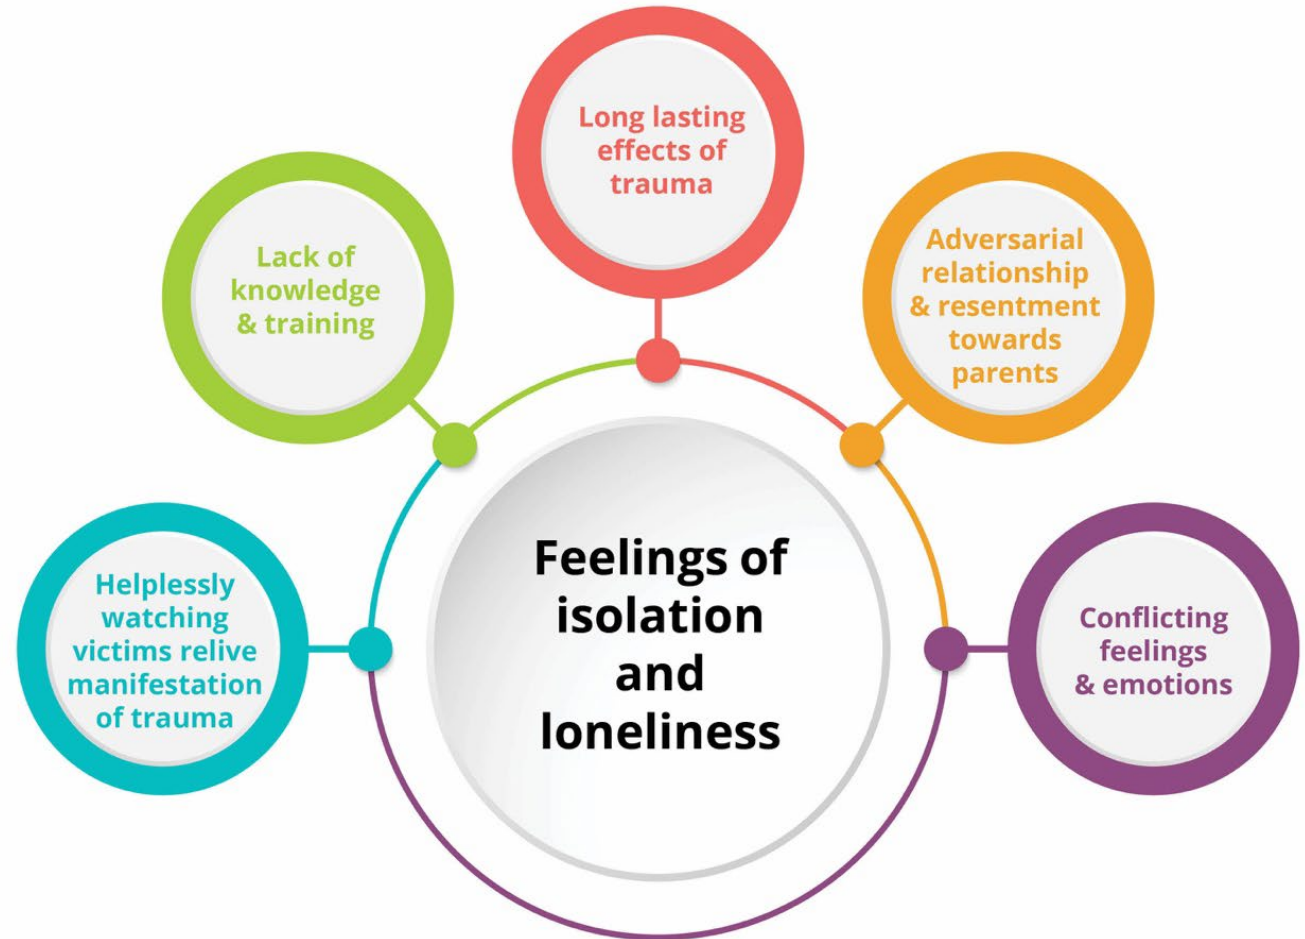 Long lasting
effects of
trauma
Lack of
knowledge
& training
Adversarial
relationship
& resentment
towards
parents
Helplessly
watching
victims relive
manifestation
of trauma
Feelings of
isolation
and
loneliness
Conflicting
feelings
& emotions